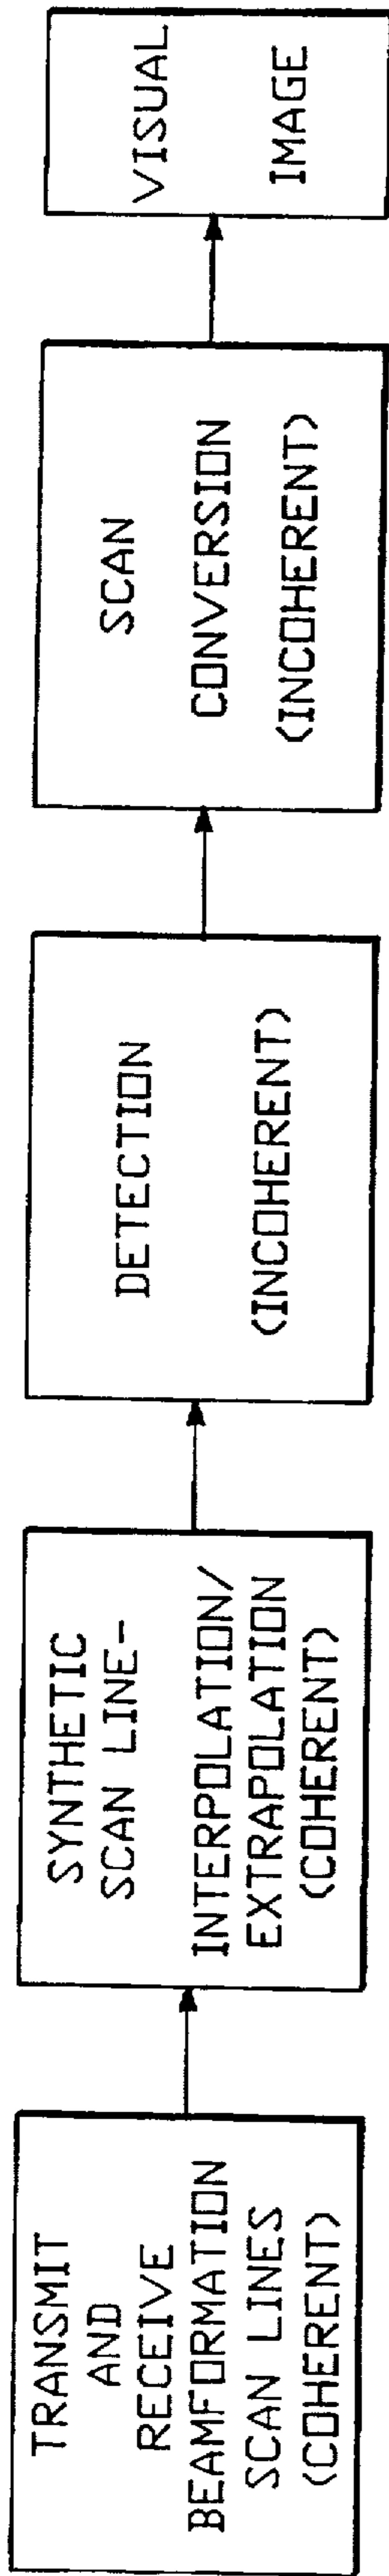 TRANSMIT
AND
RECEIVE
BEAMFORMATION
SCAN LINES
(COHERENT)
SYNTHETIC
SCAN LINE-
INTERPOLATION/
EXTRAPOLATION
(COHERENT)
DETECTION
(INCOHERENT)
SCAN
CONVERSION
(INCOHERENT)
VISUAL
IMAGE